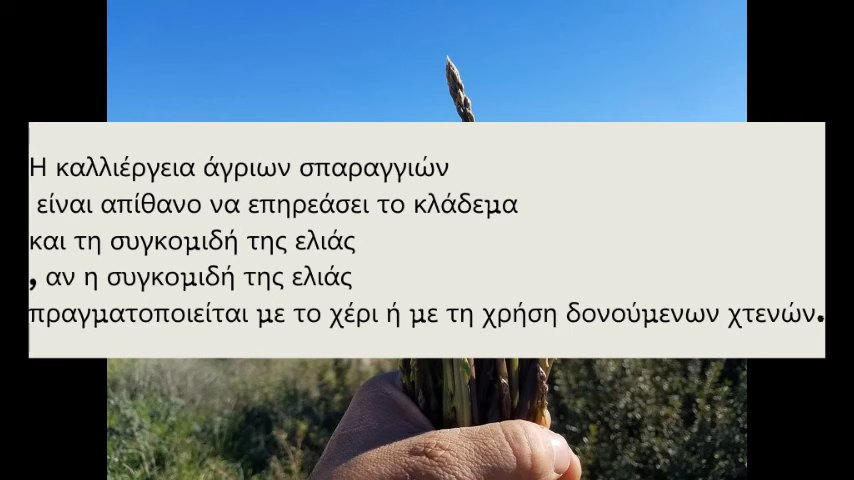 Η καλλιέργεια άγριων σπαραγγιών
είναι απίθανο να επηρεάσει το κλάδεμα
και τη συγκομιδή της ελιάς
, αν η συγκομιδή της ελιάς
πραγματοποιείται με το χέρι ή με τη χρήση δονούμενων χτενών.